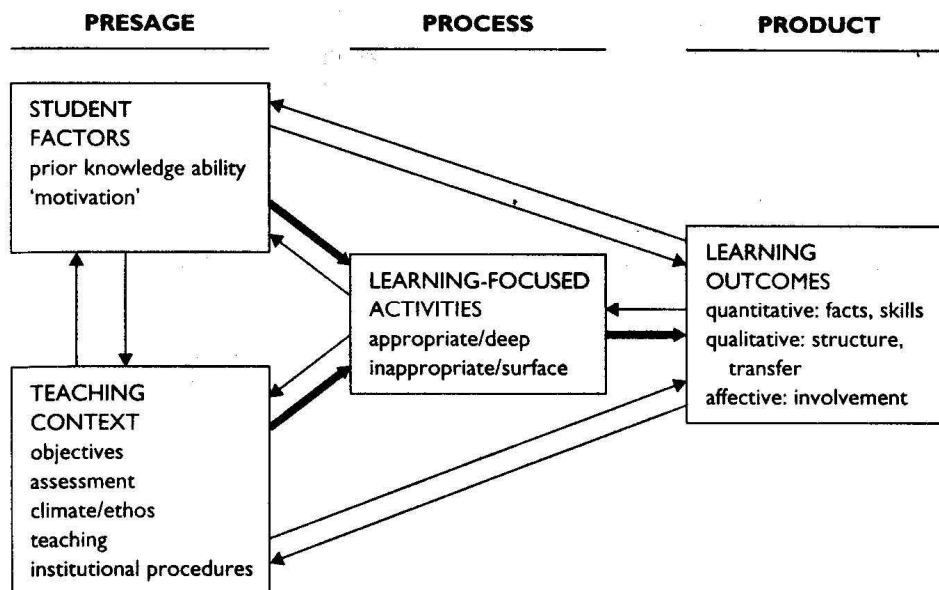 PRESAGE
PROCESS
PRODUCT
STUDENT
FACTORS
prior knowledge ability
‘motivation’
LEARNING-FOCUSED
ACTIVITIES
appropriate/deep
inappropriate/surface
LEARNING
OUTCOMES
quantitative: facts, skills
qualitative: structure,
transfer
affective: involvement
TEACHING
CONTEXT
objectives
assessment
climate/ethos
teaching
institutional procedures